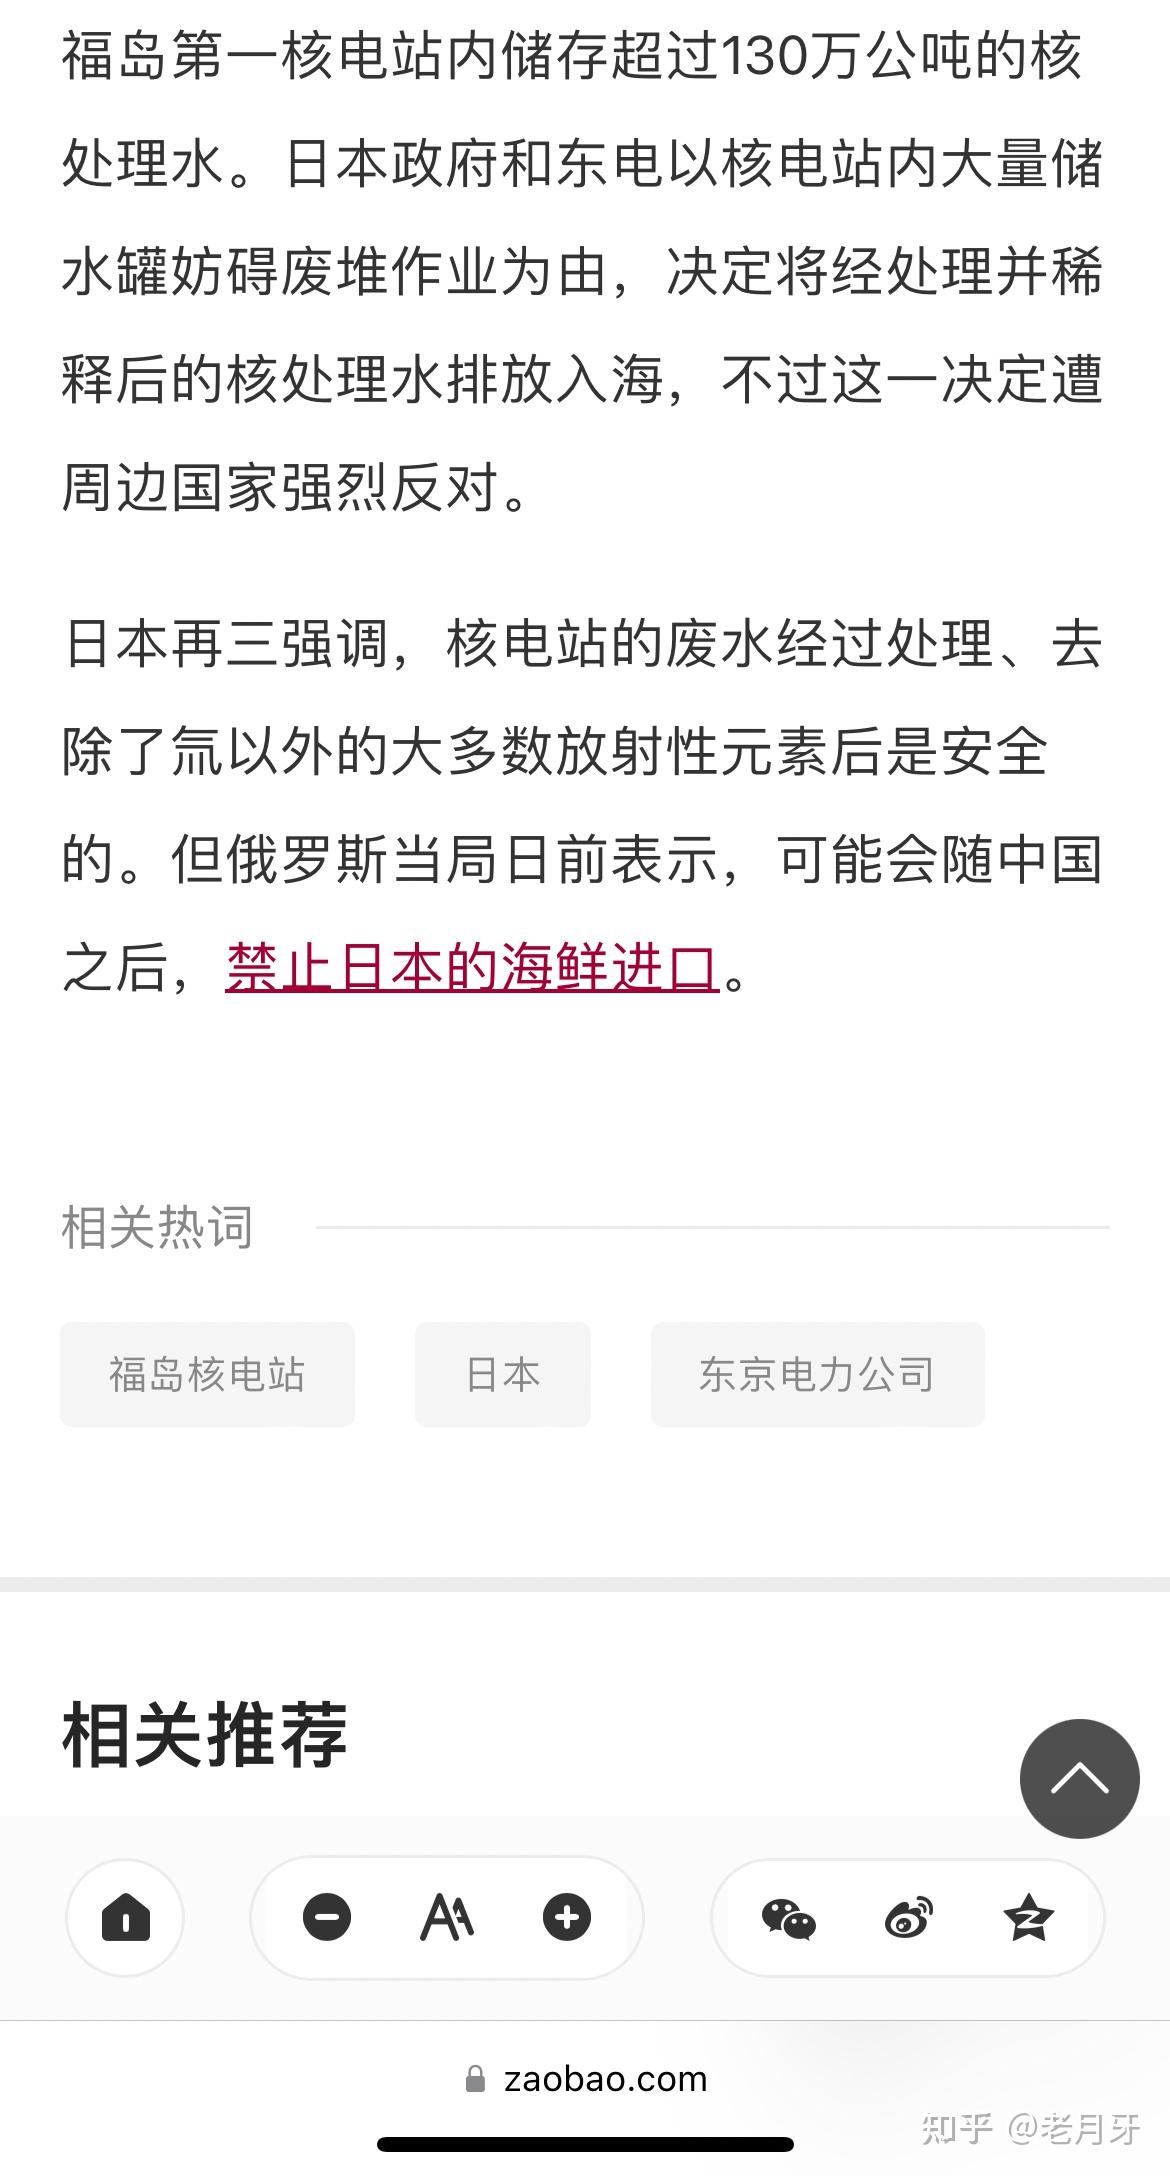 福岛第一核电站内储存超过130万公吨的核
处理水。日本政府和东电以核电站内大量储
水罐妨碍废堆作业为由，决定将经处理并稀
释后的核处理水排放入海，不过这一决定遭
周边国家强烈反对。
日本再三强调，核电站的废水经过处理、去
除了氚以外的大多数放射性元素后是安全
的。但俄罗斯当局日前表示，可能会随中国
之后，禁止日本的海鲜进口。
相关热词
福岛核电站
日本
东京电力公司
相关推荐
zaobao.com
知乎 @老月牙